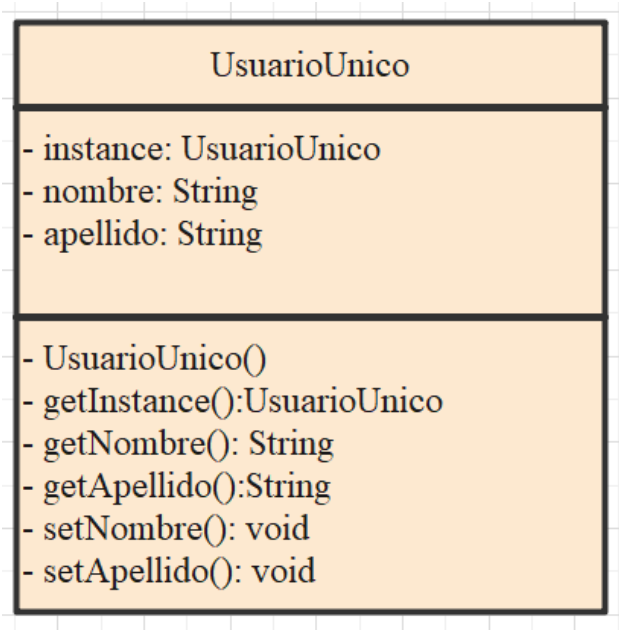 UsuarioUnico
- instance: UsuarioUnico
- nombre: String
- apellido: String
- UsuarioUnico()
- getInstance():UsuarioUnico
- getNombre(): String
- getApellido():String
- setNombre(): void
- setApellido(): void